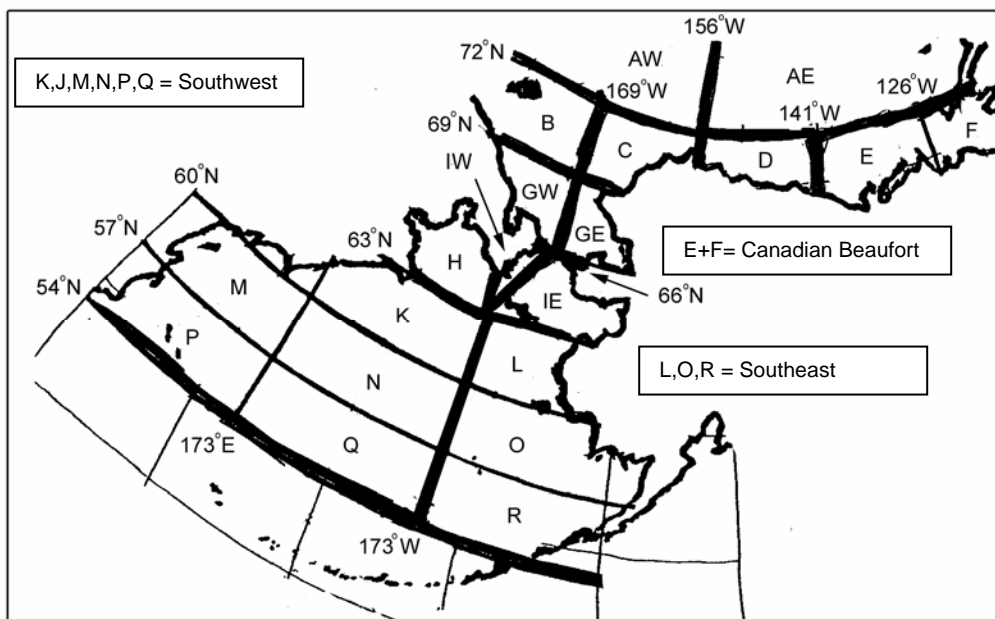 156°W
72°N
AW
K,J,M,N,P,Q = Southwest
AE
169°W
126°W
B
141°W
69°N
C
F
IW
D
E
GW
60°N
57°N
63°N
GE
E+F= Canadian Beaufort
H
54°N
M
IE
66°N
K
P
L
L,O,R = Southeast
N
173°E
Q
O
R
173°W